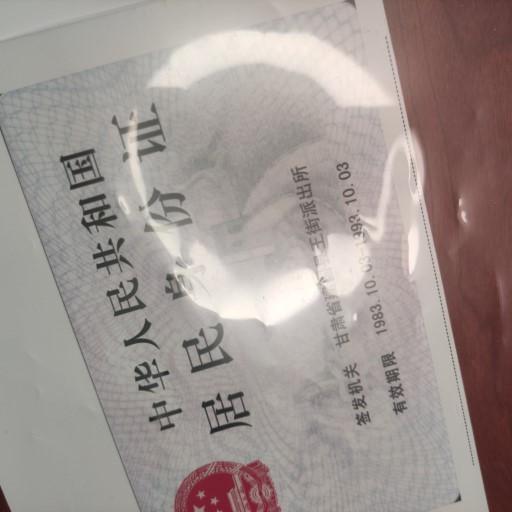 中华人民共和国
居民身份证
签发机关 甘肃省 王街派出所
有效期限 1983.10.03-1993.10.03